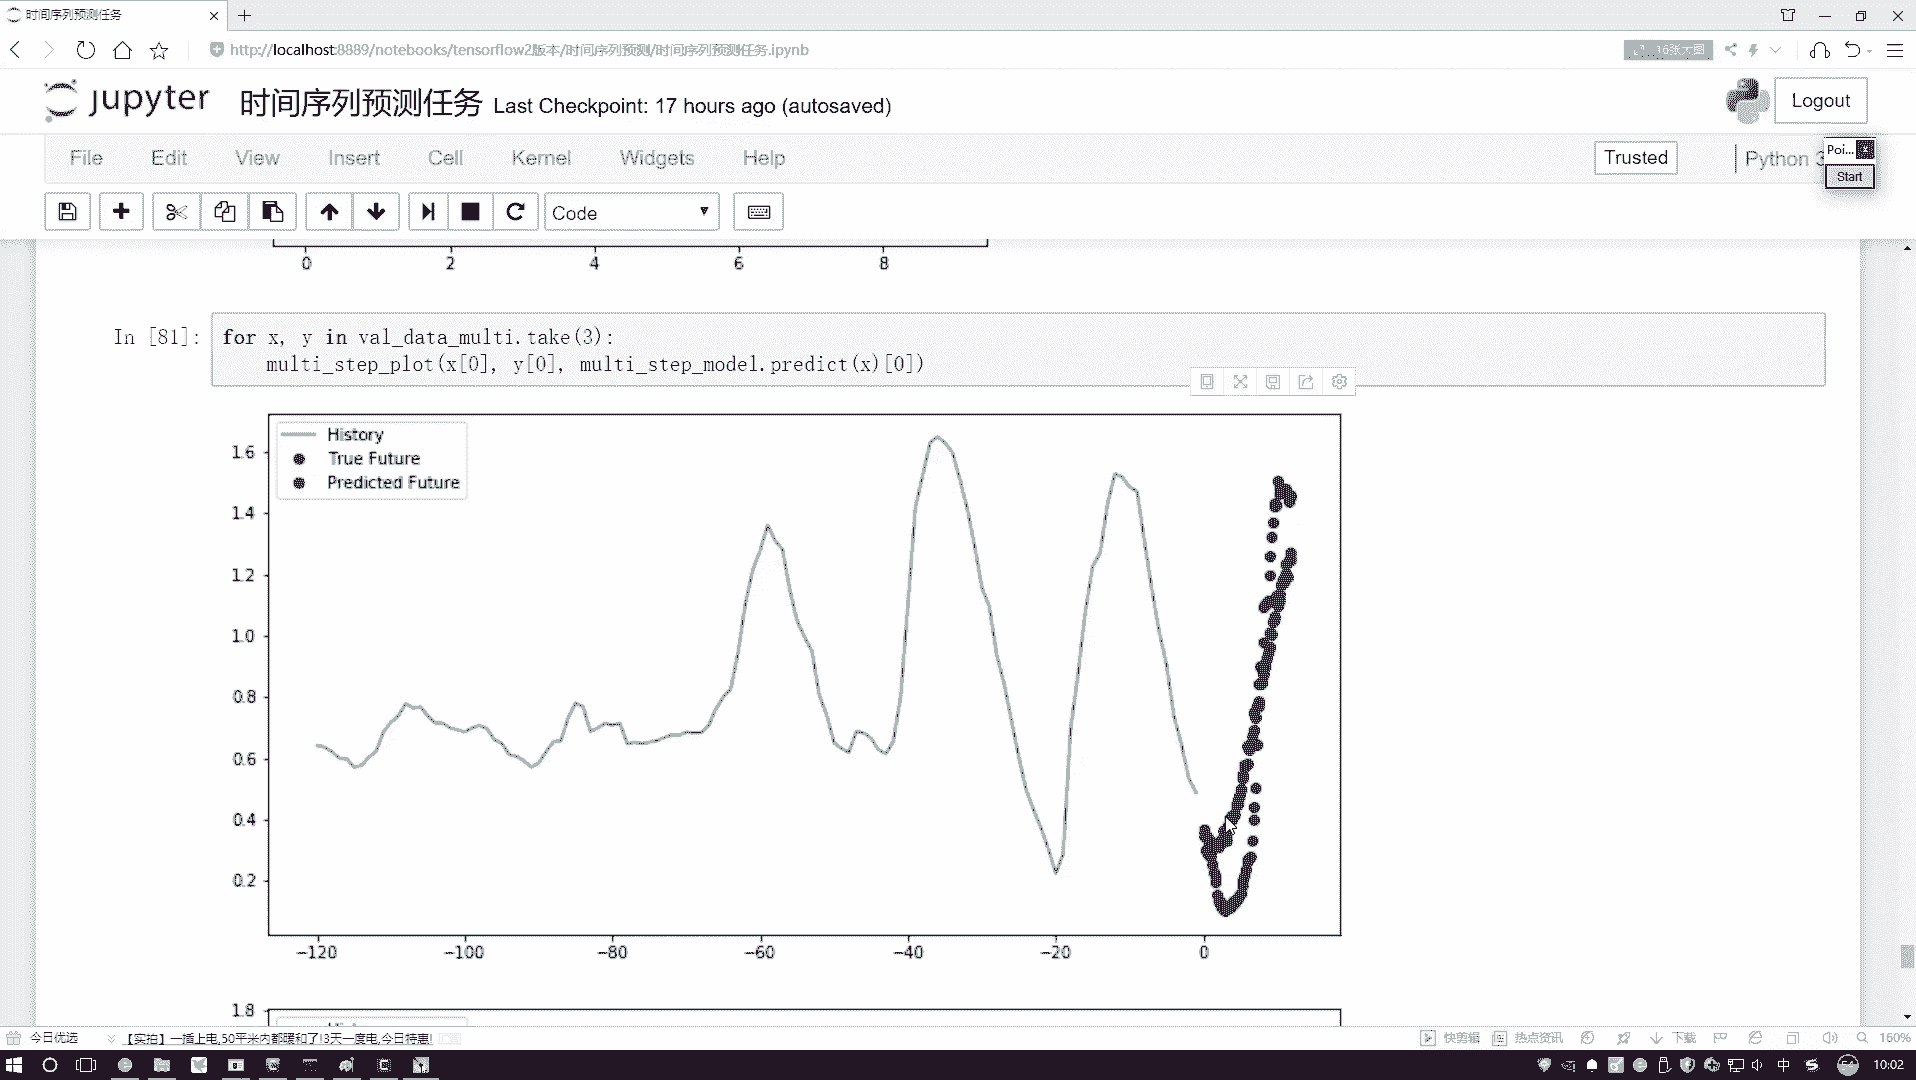 时间序列预测任务
http://localhost:8889/notebooks/tensorflow2版本/时间序列预测/时间序列预测任务.ipynb
16张大图
jupyter 时间序列预测任务 Last Checkpoint: 17 hours ago (autosaved)
Logout
File Edit View Insert Cell Kernel Widgets Help
Trusted
Python 3
Poi...
Start
Code
0 2 4 6 8
In [81]:
for x, y in val_data_multi.take(3):
multi_step_plot(x[0], y[0], multi_step_model.predict(x)[0])
History
True Future
Predicted Future
1.6
1.4
1.2
1.0
0.8
0.6
0.4
0.2
−120 −100 −80 −60 −40 −20 0
1.8
今日优选
【实拍】一插上电,50平米内都暖和了!3天一度电,今日特惠!
快剪辑 热点资讯 下载 160%
中 54 10:02